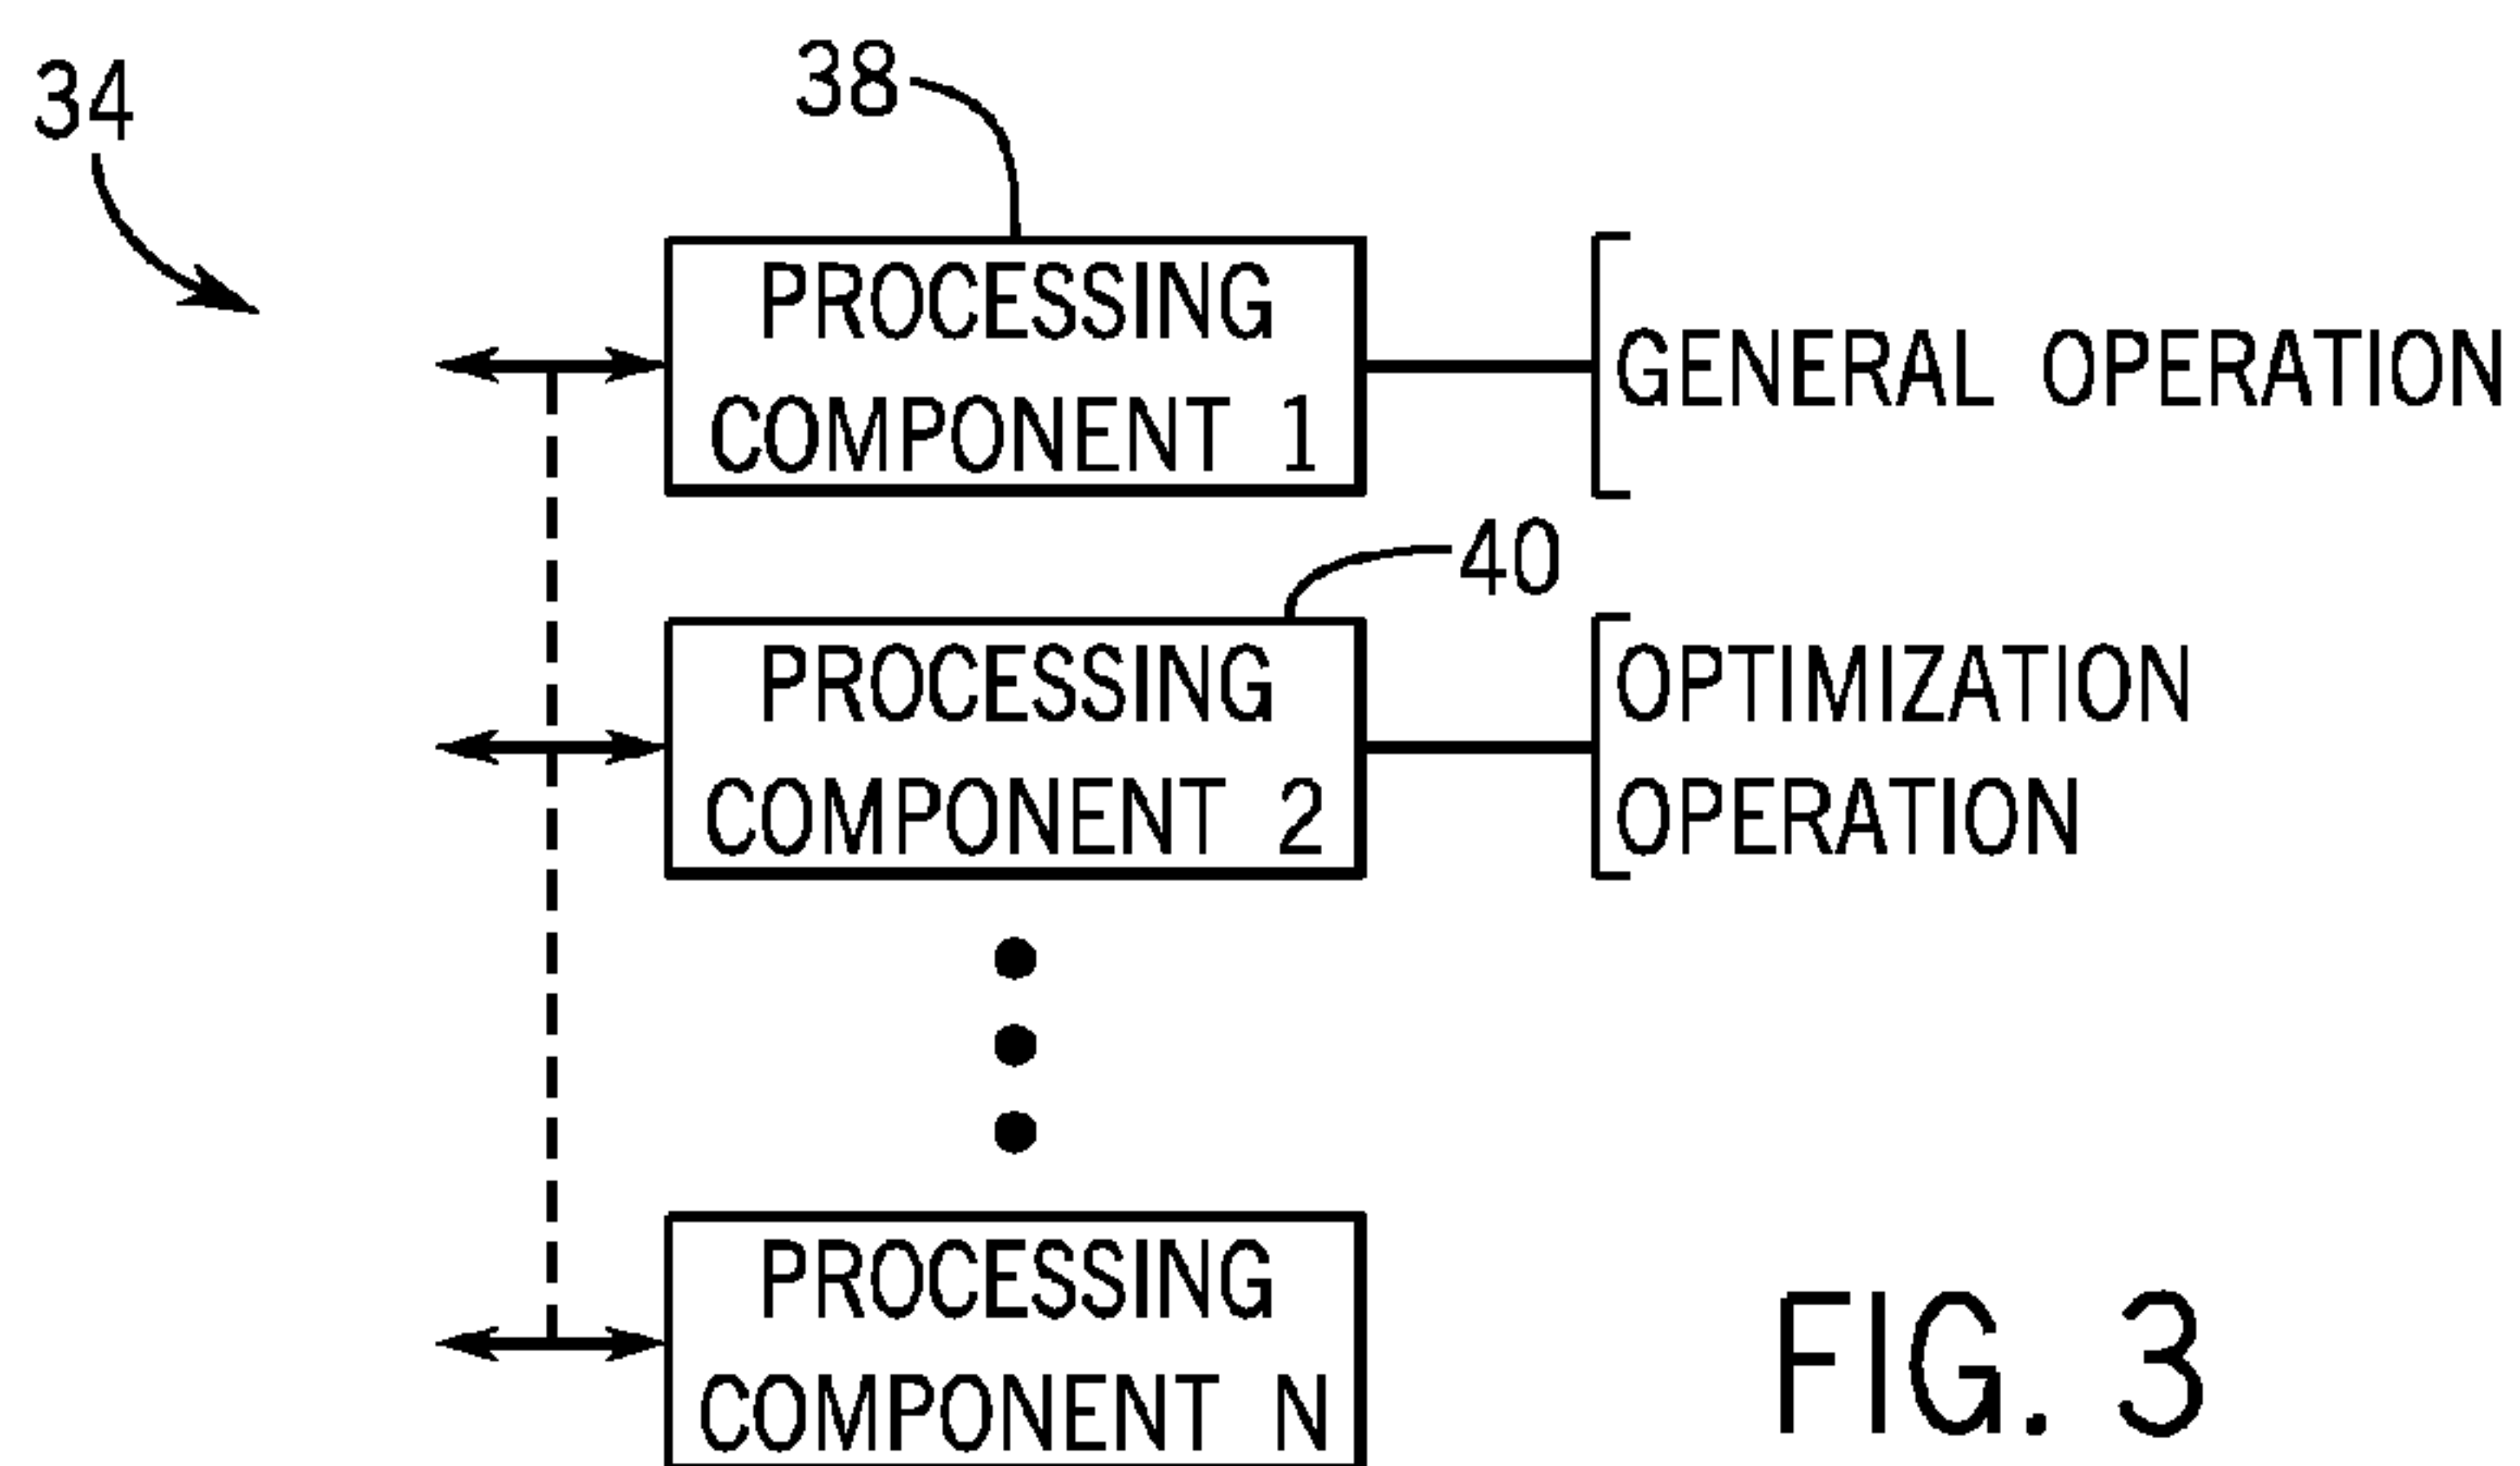 34
38
PROCESSING
COMPONENT 1
GENERAL OPERATION
40
PROCESSING
COMPONENT 2
OPTIMIZATION
OPERATION
PROCESSING
COMPONENT N
FIG. 3